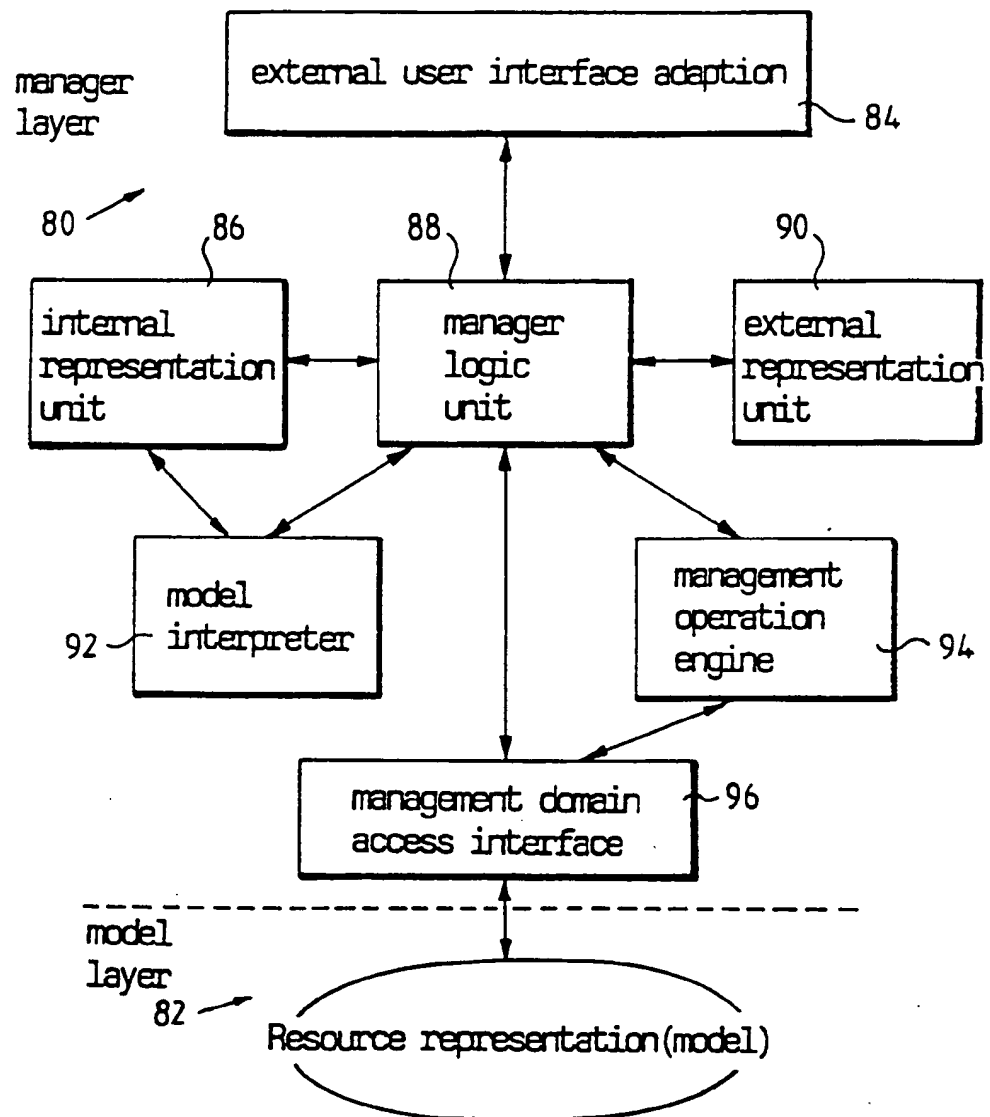 external user interface adaption
manager
layer
84
80
86
88
90
internal
representation
unit
manager
logic
unit
external
representation
unit
model
interpreter
92
management
operation
engine
94
management domain
access interface
96
model
layer
82
Resource representation(model)